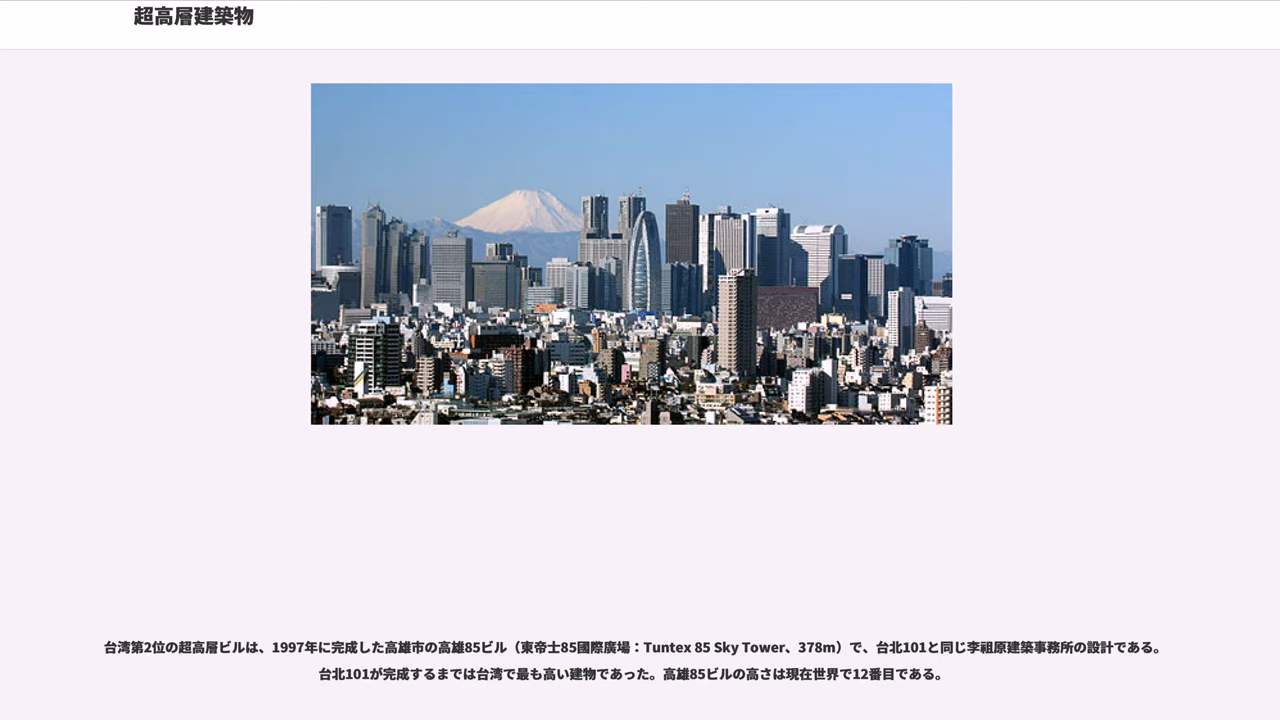 超高層建築物
台湾第2位の超高層ビルは、1997年に完成した高雄市の高雄85ビル（東帝士85國際廣場：Tuntex 85 Sky Tower、378m）で、台北101と同じ李祖原建築事務所の設計である。
台北101が完成するまでは台湾で最も高い建物であった。高雄85ビルの高さは現在世界で12番目である。